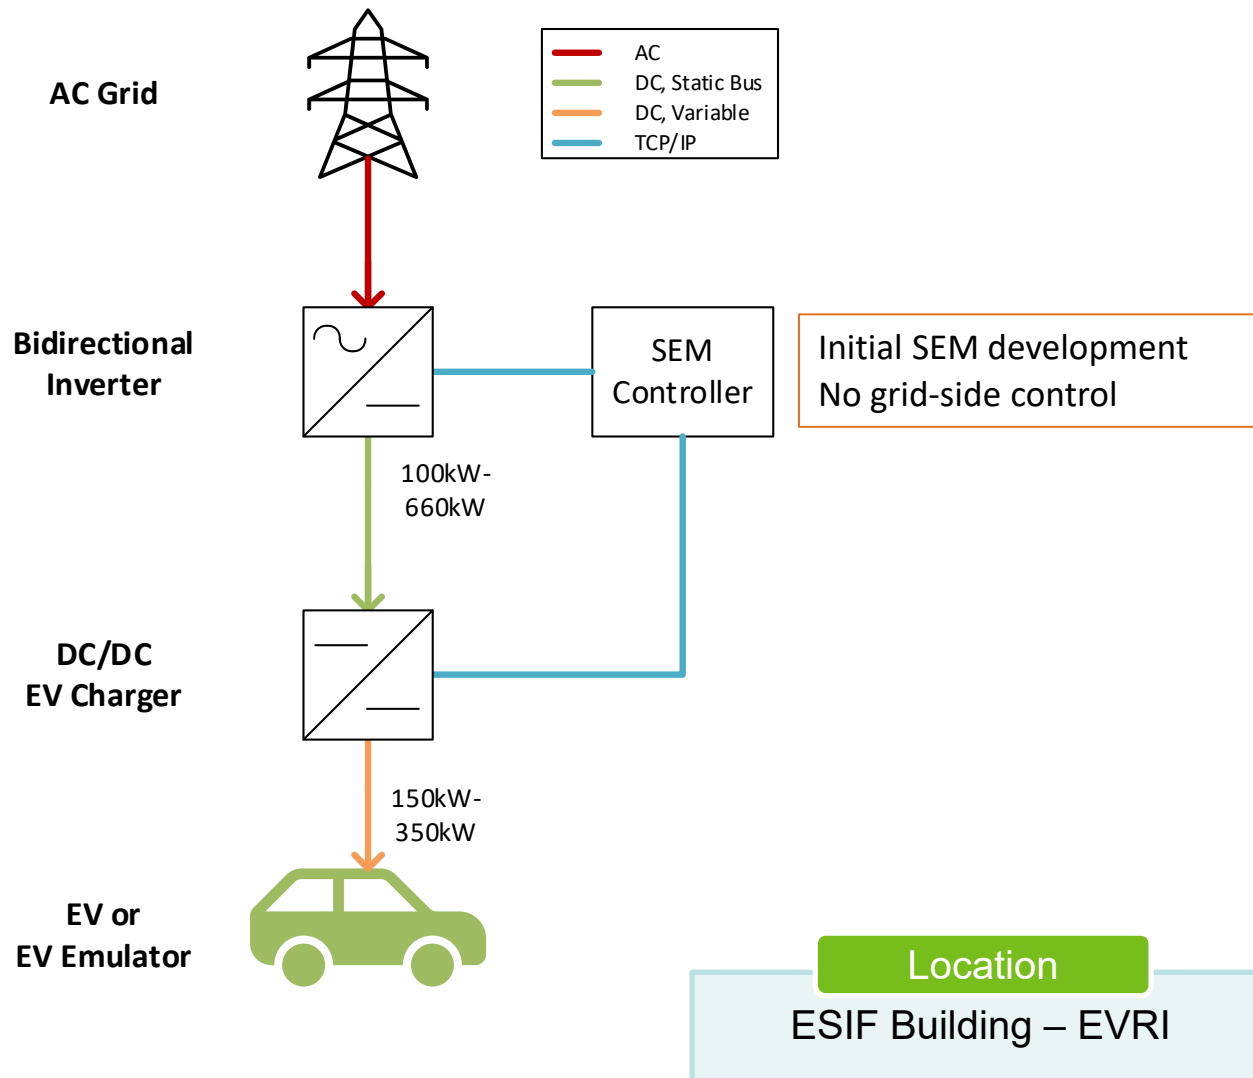 AC Grid
AC
DC, Static Bus
DC, Variable
TCP/IP
Bidirectional
Inverter
SEM
Controller
Initial SEM development
No grid-side control
100kW-
660kW
DC/DC
EV Charger
150kW-
350kW
EV or
EV Emulator
Location
ESIF Building – EVRI